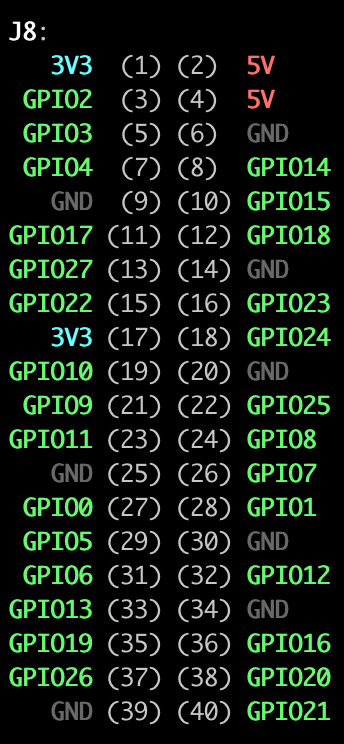 J8:
3V3 (1) (2) 5V
GPIO2 (3) (4) 5V
GPIO3 (5) (6) GND
GPIO4 (7) (8) GPIO14
GND (9) (10) GPIO15
GPIO17 (11) (12) GPIO18
GPIO27 (13) (14) GND
GPIO22 (15) (16) GPIO23
3V3 (17) (18) GPIO24
GPIO10 (19) (20) GND
GPIO9 (21) (22) GPIO25
GPIO11 (23) (24) GPIO8
GND (25) (26) GPIO7
GPIO0 (27) (28) GPIO1
GPIO5 (29) (30) GND
GPIO6 (31) (32) GPIO12
GPIO13 (33) (34) GND
GPIO19 (35) (36) GPIO16
GPIO26 (37) (38) GPIO20
GND (39) (40) GPIO21